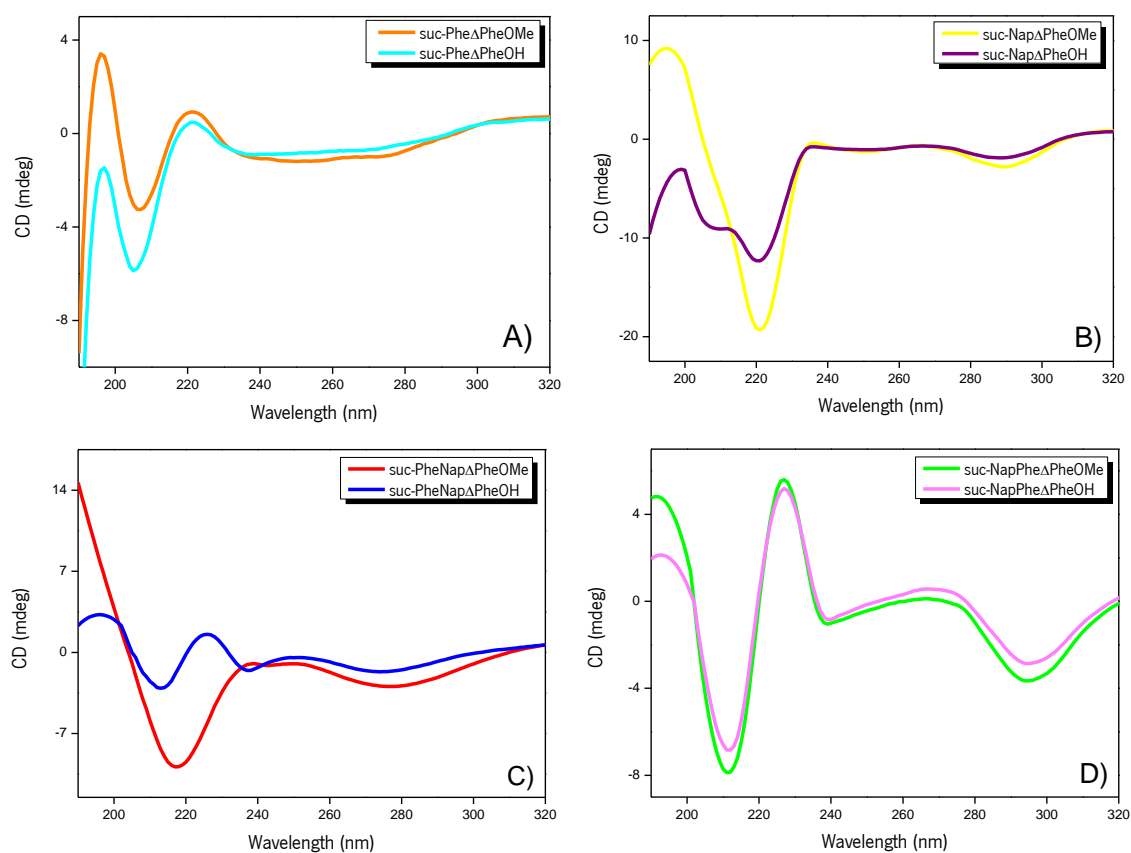 suc-PheΔPheOMe
suc-PheΔPheOH
4
0
-4
-8
CD (mdeg)
A)
200 220 240 260 280 300 320
Wavelength (nm)
suc-NapΔPheOMe
suc-NapΔPheOH
10
0
-10
-20
CD (mdeg)
B)
200 220 240 260 280 300 320
Wavelength (nm)
suc-PheNapΔPheOMe
suc-PheNapΔPheOH
14
7
0
-7
CD (mdeg)
C)
200 220 240 260 280 300 320
Wavelength (nm)
suc-NapPheΔPheOMe
suc-NapPheΔPheOH
4
0
-4
-8
CD (mdeg)
D)
200 220 240 260 280 300 320
Wavelength (nm)